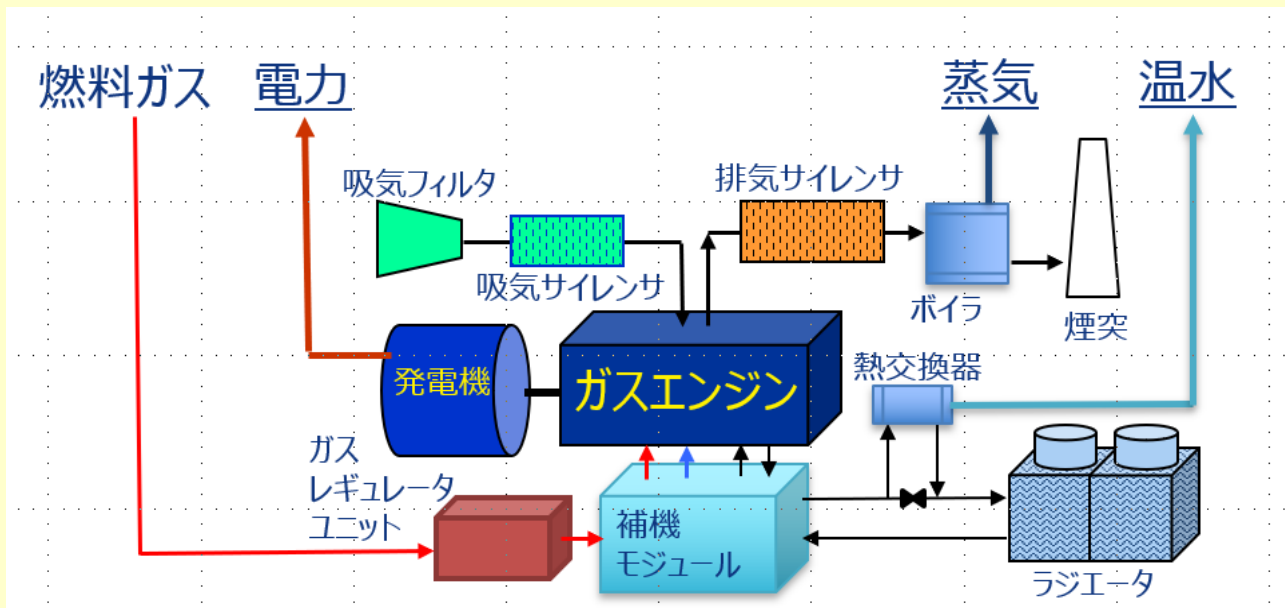 燃料ガス
電力
蒸気
温水
吸気フィルタ
排気サイレンサ
吸気サイレンサ
ボイラ
煙突
発電機
ガスエンジン
熱交換器
ガス
レギュレータ
ユニット
補機
モジュール
ラジエータ